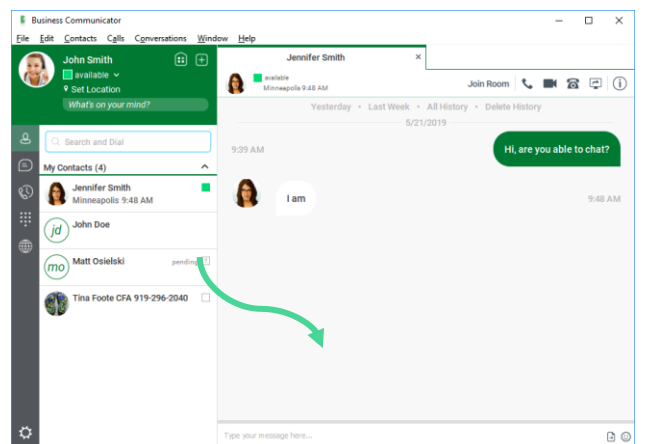 Business Communicator
File Edit Contacts Calls Conversations Window Help
John Smith
available
Set Location
What's on your mind?
Search and Dial
My Contacts (4)
Jennifer Smith
Minneapolis 9:48 AM
jd John Doe
mo Matt Osielski pending ?
Tina Foote CFA 919-296-2040
Jennifer Smith ×
available
Minneapolis 9:48 AM
Join Room
Yesterday • Last Week • All History • Delete History
5/21/2019
9:39 AM Hi, are you able to chat?
I am 9:48 AM
Type your message here...